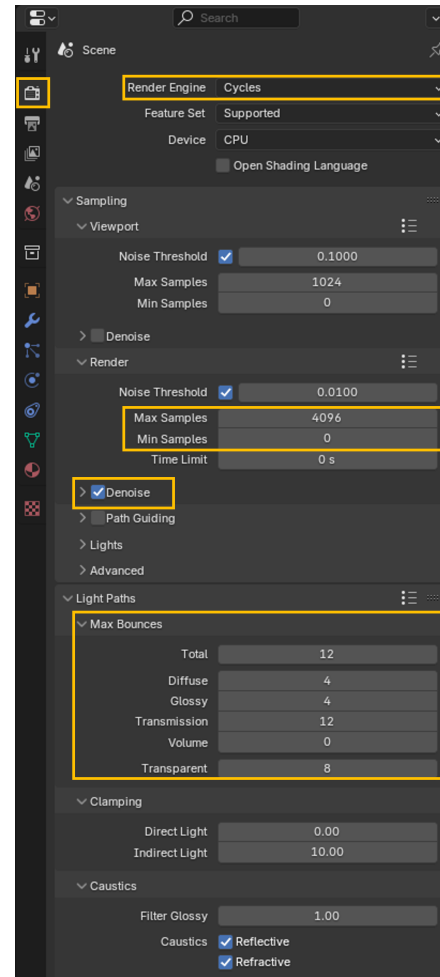 Search
Scene
Render Engine Cycles
Feature Set Supported
Device CPU
Open Shading Language
Sampling
Viewport
Noise Threshold 0.1000
Max Samples 1024
Min Samples 0
Denoise
Render
Noise Threshold 0.0100
Max Samples 4096
Min Samples 0
Time Limit 0 s
Denoise
Path Guiding
Lights
Advanced
Light Paths
Max Bounces
Total 12
Diffuse 4
Glossy 4
Transmission 12
Volume 0
Transparent 8
Clamping
Direct Light 0.00
Indirect Light 10.00
Caustics
Filter Glossy 1.00
Caustics Reflective
Refractive